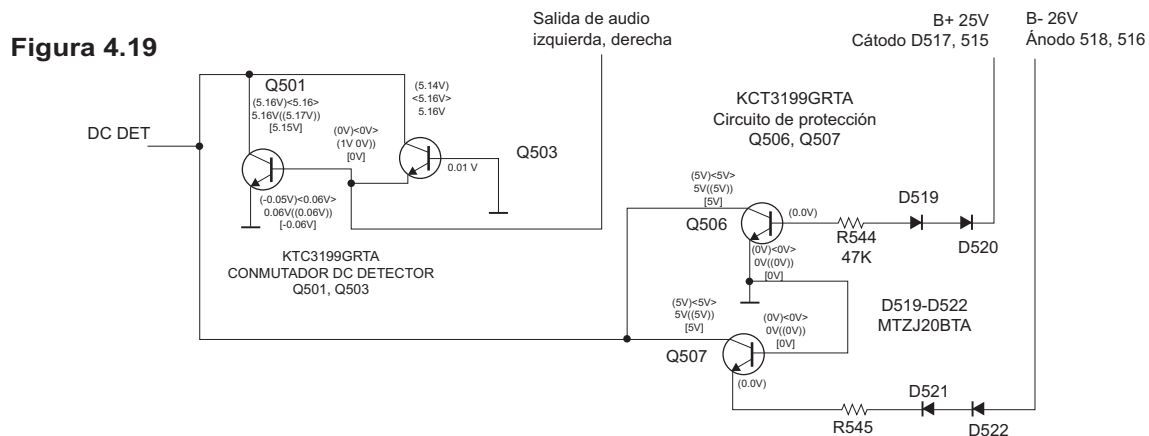 Figura 4.19
Salida de audio
izquierda, derecha
B+ 25V
Cátodo D517, 515
B- 26V
Ánodo 518, 516
Q501
(5.16V)<5.16>
5.16V((5.17V))
[5.15V]
(5.14V)
<5.16V>
5.16V
DC DET
(0V)<0V>
(1V 0V))
[0V]
Q503
0.01 V
(-0.05V)<0.06V>
0.06V((0.06V))
[-0.06V]
KTC3199GRTA
CONMUTADOR DC DETECTOR
Q501, Q503
KCT3199GRTA
Circuito de protección
Q506, Q507
(5V)<5V>
5V((5V))
[5V]
Q506
(0.0V)
R544
47K
D519
D520
(0V)<0V>
0V((0V))
[0V]
D519-D522
MTZJ20BTA
(5V)<5V>
5V((5V))
[5V]
(0V)<0V>
0V((0V))
[0V]
Q507
(0.0V)
R545
D521
D522